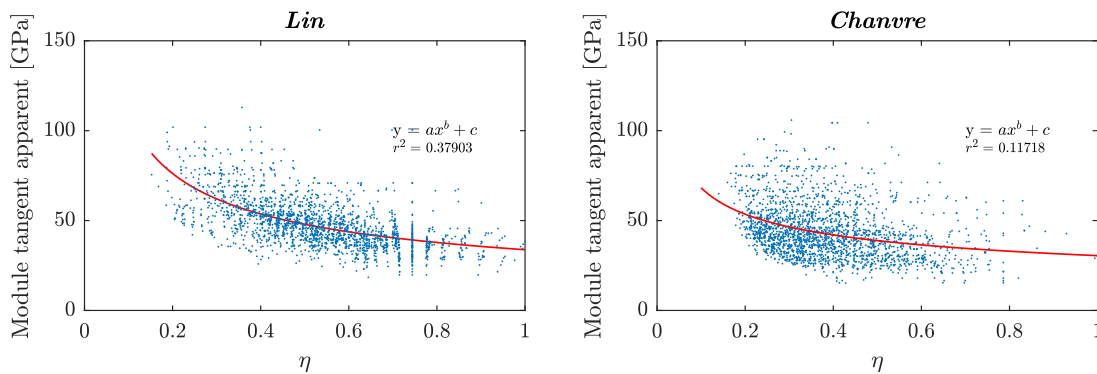 Lin
Module tangent apparent [GPa]
150
100
50
0
y = ax^b + c
r^2 = 0.37903
0
0.2
0.4
0.6
0.8
1
η
Chanvre
Module tangent apparent [GPa]
150
100
50
0
y = ax^b + c
r^2 = 0.11718
0
0.2
0.4
0.6
0.8
1
η